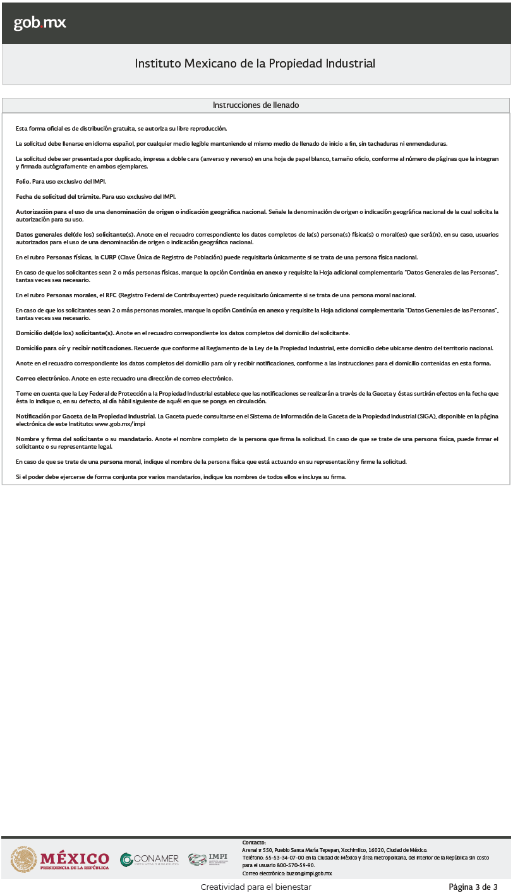 gob.mx
Instituto Mexicano de la Propiedad Industrial
Instrucciones de llenado
Esta forma oficial es de distribución gratuita, se autoriza su libre reproducción.
La solicitud debe llenarse en idioma español, por cualquier medio legible manteniendo el mismo medio de llenado de inicio a fin, sin tachaduras ni enmendaduras.
La solicitud debe ser presentada por duplicado, impresa a doble cara (anverso y reverso) en una hoja de papel blanco, tamaño oficio, conforme al número de páginas que la integran
y firmada autógrafamente en ambos ejemplares.
Folio. Para uso exclusivo del IMPI.
Fecha de solicitud del trámite. Para uso exclusivo del IMPI.
Autorización para el uso de una denominación de origen o indicación geográfica nacional. Señale la denominación de origen o indicación geográfica nacional de la cual solicita la
autorización para su uso.
Datos generales del(de los) solicitante(s). Anote en el recuadro correspondiente los datos completos de la(s) persona(s) física(s) o moral(es) que será(n), en su caso, usuarios
autorizados para el uso de una denominación de origen o indicación geográfica nacional.
En el rubro Personas físicas, la CURP (Clave Única de Registro de Población) puede requisitarla únicamente si se trata de una persona física nacional.
En caso de que los solicitantes sean 2 o más personas físicas, marque la opción Continúa en anexo y requisite la Hoja adicional complementaria "Datos Generales de las Personas",
tantas veces sea necesario.
En el rubro Personas morales, el RFC (Registro Federal de Contribuyentes) puede requisitarlo únicamente si se trata de una persona moral nacional.
En caso de que los solicitantes sean 2 o más personas morales, marque la opción Continúa en anexo y requisite la Hoja adicional complementaria "Datos Generales de las Personas",
tantas veces sea necesario.
Domicilio del(de los) solicitante(s). Anote en el recuadro correspondiente los datos completos del domicilio del solicitante.
Domicilio para oír y recibir notificaciones. Recuerde que conforme al Reglamento de la Ley de la Propiedad Industrial, este domicilio debe ubicarse dentro del territorio nacional.
Anote en el recuadro correspondiente los datos completos del domicilio para oír y recibir notificaciones, conforme a las instrucciones para el domicilio contenidas en esta forma.
Correo electrónico. Anote en este recuadro una dirección de correo electrónico.
Tome en cuenta que la Ley Federal de Protección a la Propiedad Industrial establece que las notificaciones se realizarán a través de la Gaceta y éstas surtirán efectos en la fecha que
ésta lo indique o, en su defecto, al día hábil siguiente de aquél en que se ponga en circulación.
Notificación por Gaceta de la Propiedad Industrial. La Gaceta puede consultarse en el Sistema de Información de la Gaceta de la Propiedad Industrial (SIGA), disponible en la página
electrónica de este Instituto: www.gob.mx/impi
Nombre y firma del solicitante o su mandatario. Anote el nombre completo de la persona que firma la solicitud. En caso de que se trate de una persona física, puede firmar el
solicitante o su representante legal.
En caso de que se trate de una persona moral, indique el nombre de la persona física que está actuando en su representación y firme la solicitud.
Si el poder debe ejercerse de forma conjunta por varios mandatarios, indique los nombres de todos ellos e incluya su firma.
MÉXICO
PRESIDENCIA DE LA REPÚBLICA
CONAMER
IMPI
Contacto:
Arenal # 550, Pueblo Santa María Tepepan, Xochimilco, 16020, Ciudad de México.
Teléfono: 55-53-34-07-00 en la Ciudad de México y área metropolitana, del interior de la República sin costo
para el usuario 800-570-59-90.
Correo electrónico: buzon@impi.gob.mx
Creatividad para el bienestar
Página 3 de 3